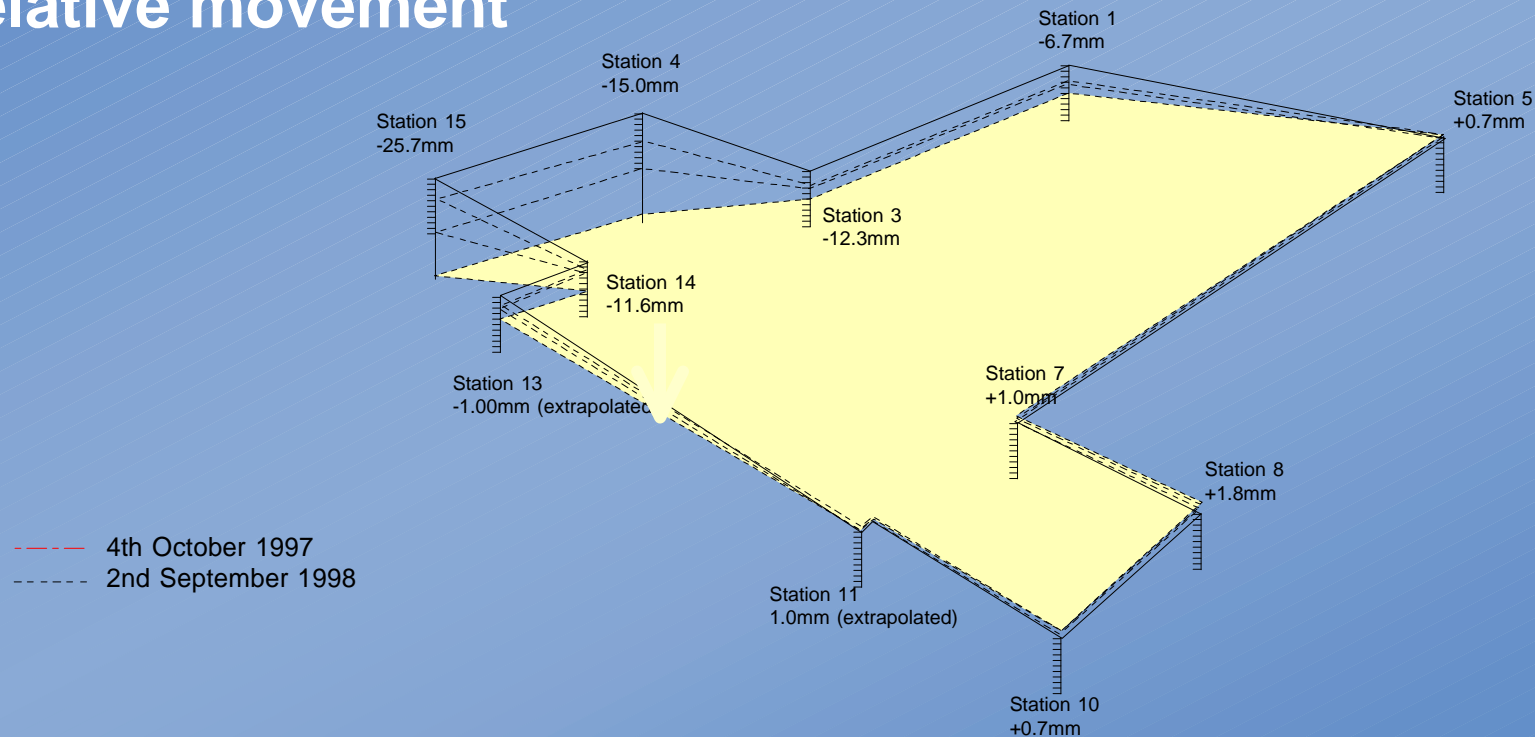 elative movement
Station 1
-6.7mm
Station 4
-15.0mm
Station 5
+0.7mm
Station 15
-25.7mm
Station 3
-12.3mm
Station 14
-11.6mm
Station 7
+1.0mm
Station 13
-1.00mm (extrapolated
Station 8
+1.8mm
4th October 1997
2nd September 1998
Station 11
1.0mm (extrapolated)
Station 10
+0.7mm